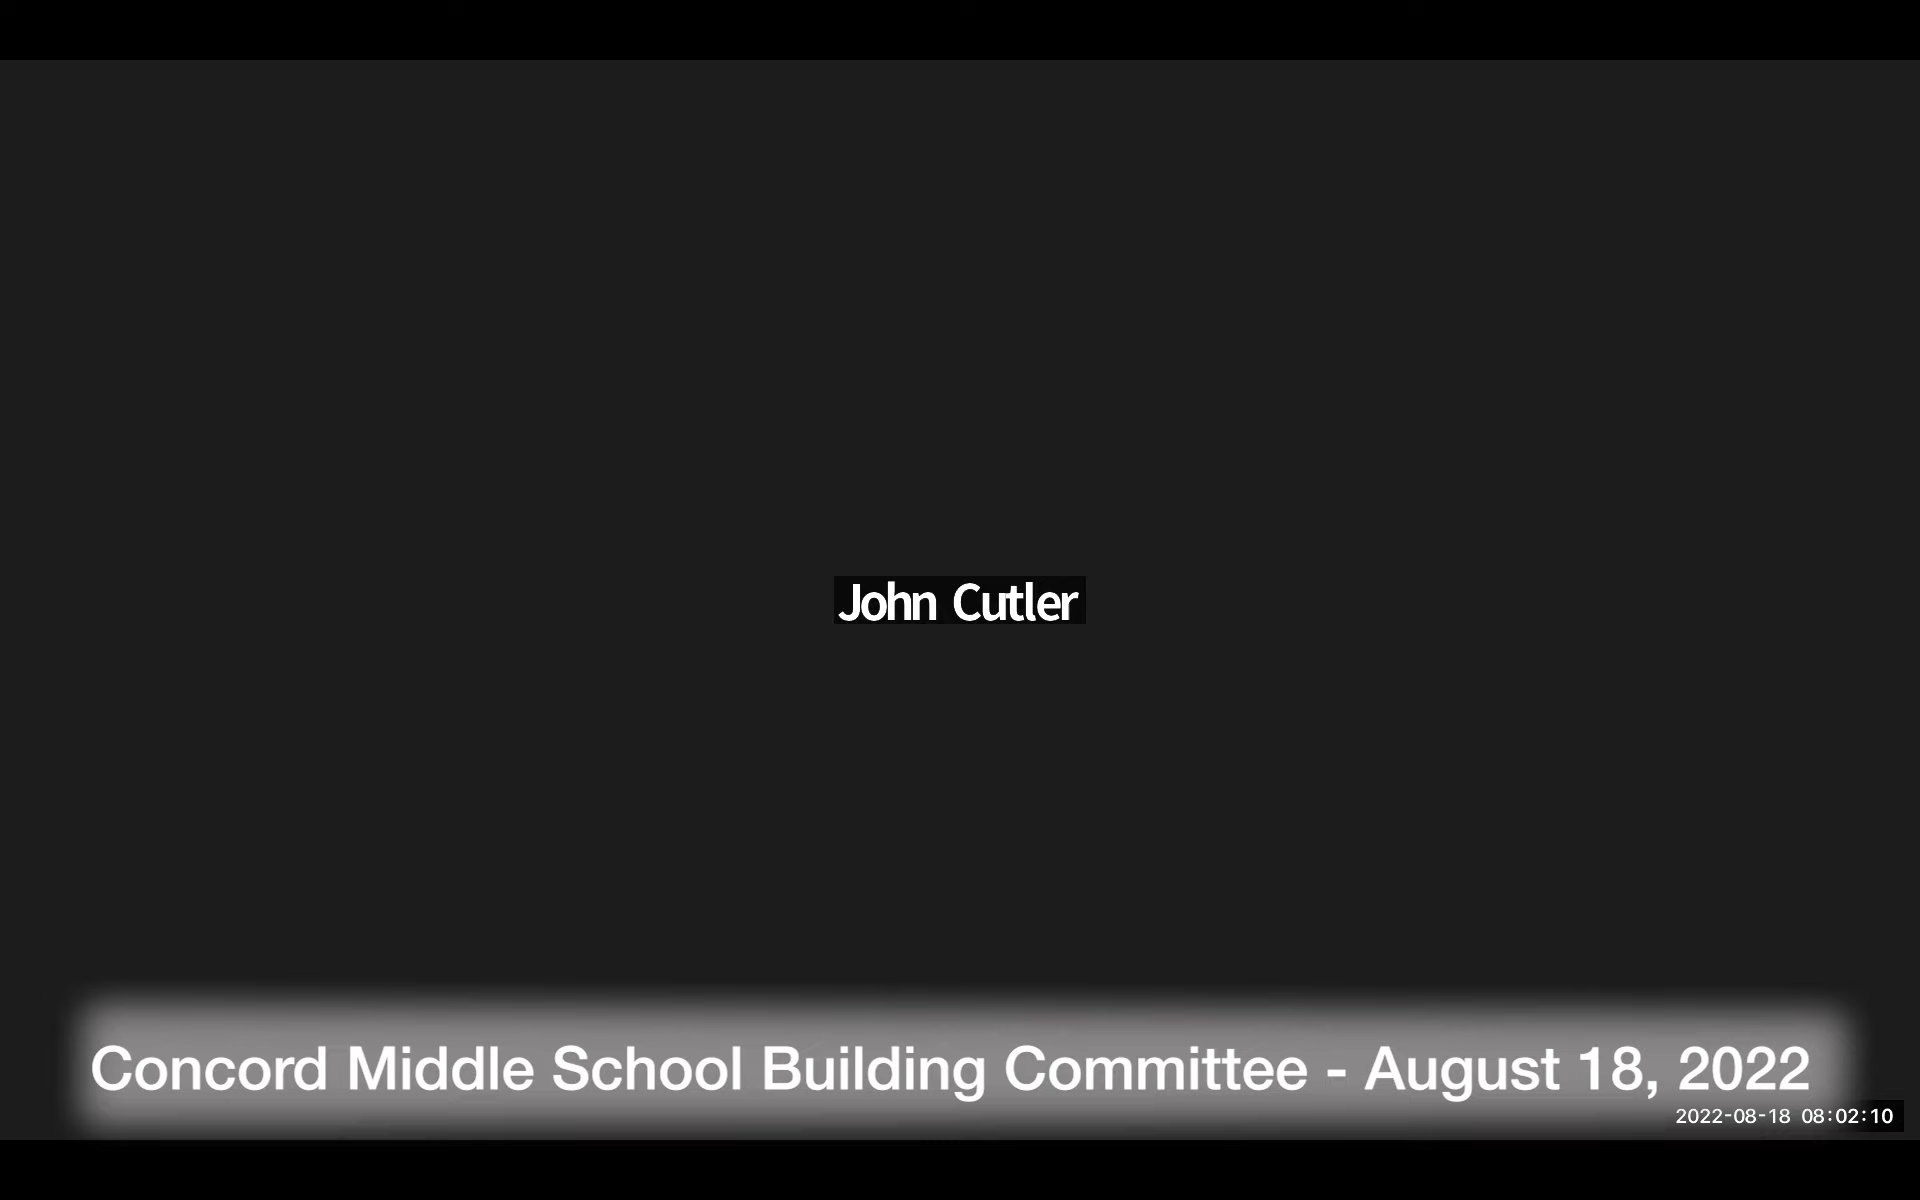 John Cutler
Concord Middle School Building Committee - August 18, 2022
2022-08-18 08:02:10